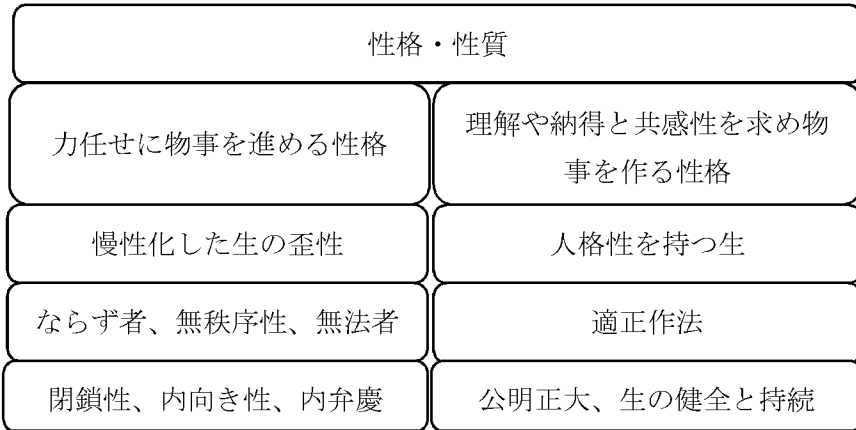 性格・性質
力任せに物事を進める性格
理解や納得と共感性を求め物
事を作る性格
慢性化した生の歪性
人格性を持つ生
ならず者、無秩序性、無法者
適正作法
閉鎖性、内向き性、内弁慶
公明正大、生の健全と持続